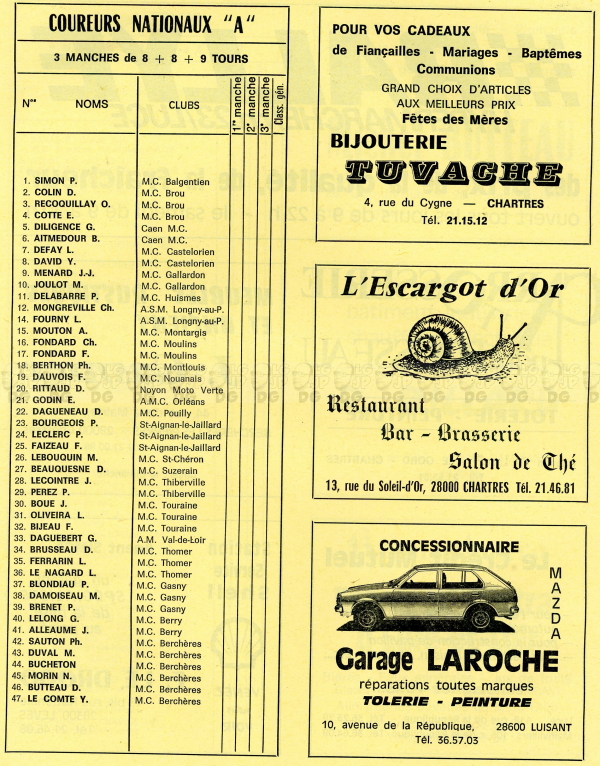 COUREURS NATIONAUX "A"
3 MANCHES de 8 + 8 + 9 TOURS
N°° NOMS CLUBS 1re manche 2e manche 3e manche Class. gén.
1. SIMON P. M.C. Balgentien
2. COLIN D. M.C. Brou
3. RECOQUILLAY O. M.C. Brou
4. COTTE E. M.C. Brou
5. DILIGENCE G. Caen M.C.
6. AITMEDOUR B. Caen M.C.
7. DEFAY L. M.C. Castelorien
8. DAVID Y. M.C. Castelorien
9. MENARD J.-J. M.C. Gallardon
10. JOULOT M. M.C. Gallardon
11. DELABARRE P. M.C. Huismes
12. MONGREVILLE Ch. A.S.M. Longny-au-P.
14. FOURNY L. A.S.M. Longny-au-P.
15. MOUTON A. M.C. Montargis
16. FONDARD Ch. M.C. Moulins
17. FONDARD F. M.C. Moulins
18. BERTHON Ph. M.C. Montlouis
19. DAUVOIS F. M.C. Nouanais
20. RITTAUD D. Noyon Moto Verte
21. GODIN E. A.M.C. Orléans
22. DAGUENEAU D. M.C. Pouilly
23. BOURGEOIS P. St-Aignan-le-Jaillard
24. LECLERC P. St-Aignan-le-Jaillard
25. FAIZEAU F. St-Aignan-le-Jaillard
26. LEBOUQUIN M. M.C. St-Chéron
27. BEAUQUESNE D. M.C. Suzerain
28. LECOINTRE J. M.C. Thiberville
29. PEREZ P. M.C. Thiberville
30. BOUE J. M.C. Touraine
31. OLIVEIRA L. M.C. Touraine
32. BIJEAU F. M.C. Touraine
33. DAGUEBERT G. A.M. Val-de-Loir
34. BRUSSEAU D. M.C. Thomer
35. FERRARIN L. M.C. Thomer
36. LE NAGARD L. M.C. Thomer
37. BLONDIAU P. M.C. Gasny
38. DAMOISEAU M. M.C. Gasny
39. BRENET P. M.C. Gasny
40. LELONG G. M.C. Berry
41. ALLEAUME J. M.C. Berry
42. SAUTON Ph. M.C. Berchères
43. DUVAL M. M.C. Berchères
44. BUCHETON M.C. Berchères
45. MORIN N. M.C. Berchères
46. BUTTEAU D. M.C. Berchères
47. LE COMTE Y. M.C. Berchères
POUR VOS CADEAUX
de Fiançailles - Mariages - Baptêmes
Communions
GRAND CHOIX D'ARTICLES
AUX MEILLEURS PRIX
Fêtes des Mères
BIJOUTERIE
TUVACHE
4, rue du Cygne — CHARTRES
Tél. 21.15.12
L'Escargot d'Or
Restaurant
Bar - Brasserie
Salon de Thé
13, rue du Soleil-d'Or, 28000 CHARTRES Tél. 21.46.81
CONCESSIONNAIRE
MAZDA
Garage LAROCHE
réparations toutes marques
TOLERIE - PEINTURE
10, avenue de la République, 28600 LUISANT
Tél. 36.57.03